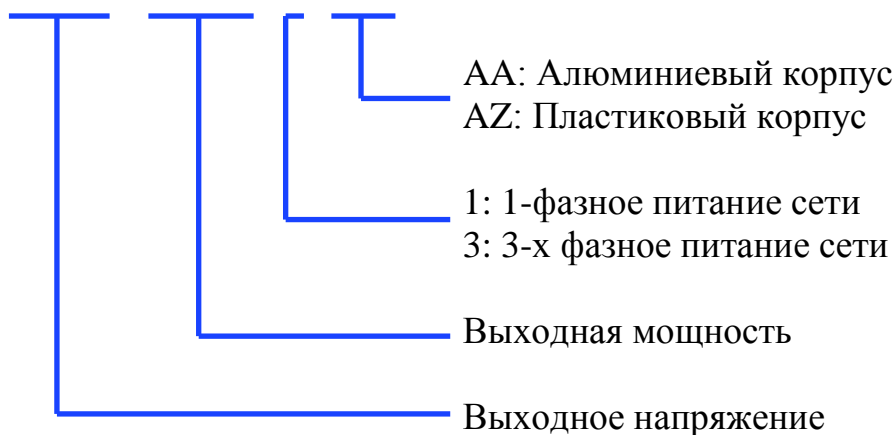 AA: Алюминиевый корпус
AZ: Пластиковый корпус
1: 1-фазное питание сети
3: 3-х фазное питание сети
Выходная мощность
Выходное напряжение